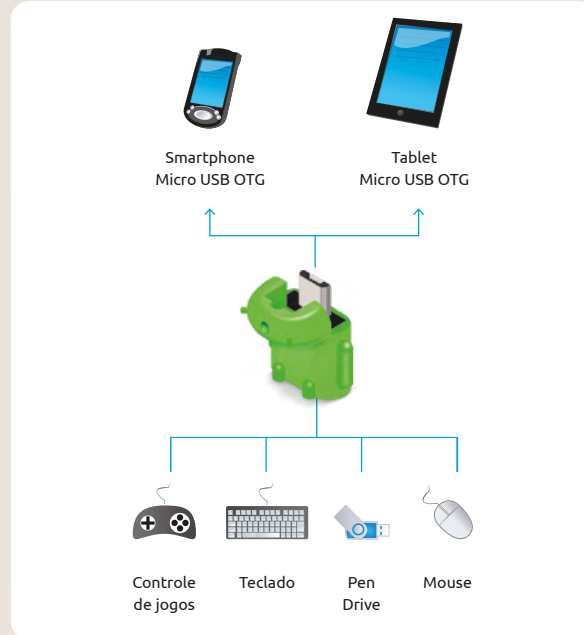 Smartphone
Micro USB OTG
Tablet
Micro USB OTG
Controle
de jogos
Teclado
Pen
Drive
Mouse